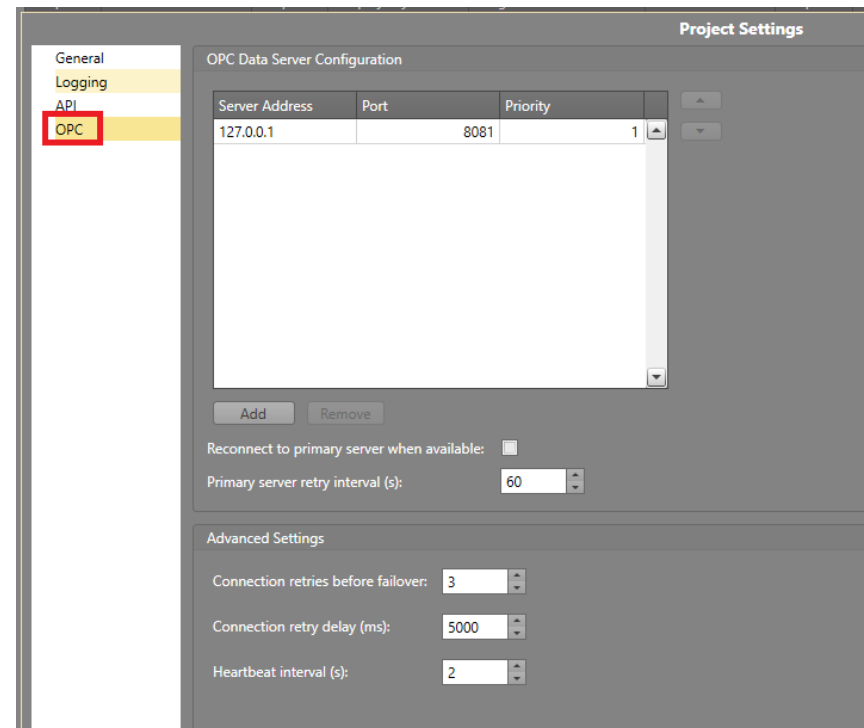 Project Settings
General
Logging
API
OPC
OPC Data Server Configuration
Server Address Port Priority
127.0.0.1 8081 1
Add Remove
Reconnect to primary server when available:
Primary server retry interval (s): 60
Advanced Settings
Connection retries before failover: 3
Connection retry delay (ms): 5000
Heartbeat interval (s): 2